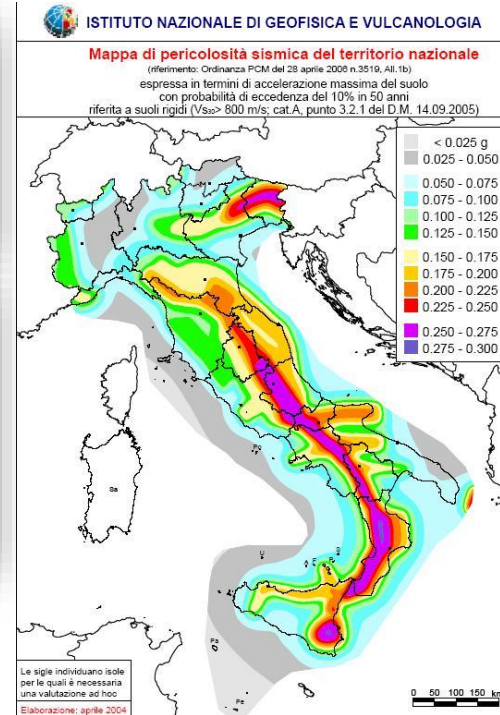 ISTITUTO NAZIONALE DI GEOFISICA E VULCANOLOGIA
Mappa di pericolosità sismica del territorio nazionale
(riferimento: Ordinanza PCM del 28 aprile 2006 n.3519, All.1b)
espressa in termini di accelerazione massima del suolo
con probabilità di eccedenza del 10% in 50 anni
riferita a suoli rigidi (Vs₃₀> 800 m/s; cat.A, punto 3.2.1 del D.M. 14.09.2005)
< 0.025 g
0.025 - 0.050
0.050 - 0.075
0.075 - 0.100
0.100 - 0.125
0.125 - 0.150
0.150 - 0.175
0.175 - 0.200
0.200 - 0.225
0.225 - 0.250
0.250 - 0.275
0.275 - 0.300
Sa
U
Pa
Pe
Le sigle individuano isole
per le quali è necessaria
una valutazione ad hoc
Elaborazione: aprile 2004
0 50 100 150 km